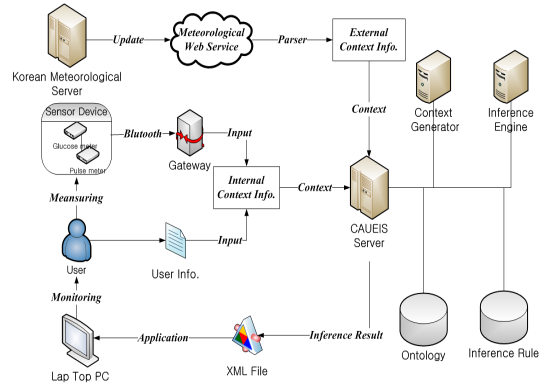 Update
Meteorological
Web Service
Parser
External
Context Info.
Korean Meteorological
Server
Sensor Device
Glucose meter
Pulse meter
Blutooth
Gateway
Input
Context
Context
Generator
Inference
Engine
Internal
Context Info.
Context
CAUEIS
Server
Meansuring
User
User Info.
Input
Monitoring
Lap Top PC
Application
XML File
Inference Result
Ontology
Inference Rule